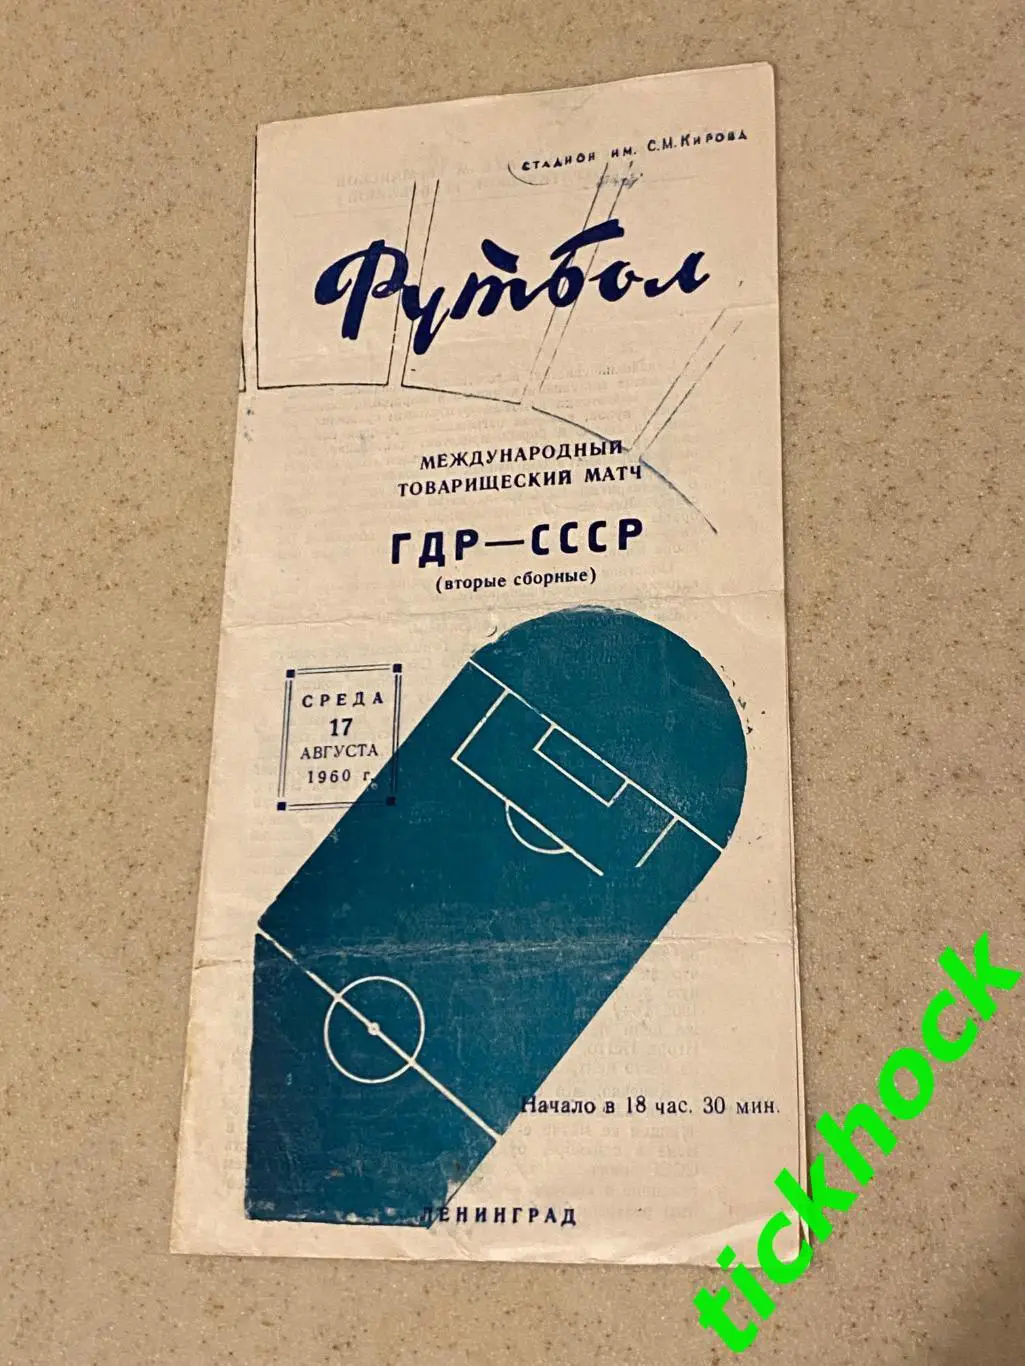 СТАДИОН ИМ. С.М.КИРОВА
Футбол
МЕЖДУНАРОДНЫЙ
ТОВАРИЩЕСКИЙ МАТЧ
ГДР—СССР
(вторые сборные)
СРЕДА
17
АВГУСТА
1960 г.
Начало в 18 час. 30 мин.
ЛЕНИНГРАД
tickhock